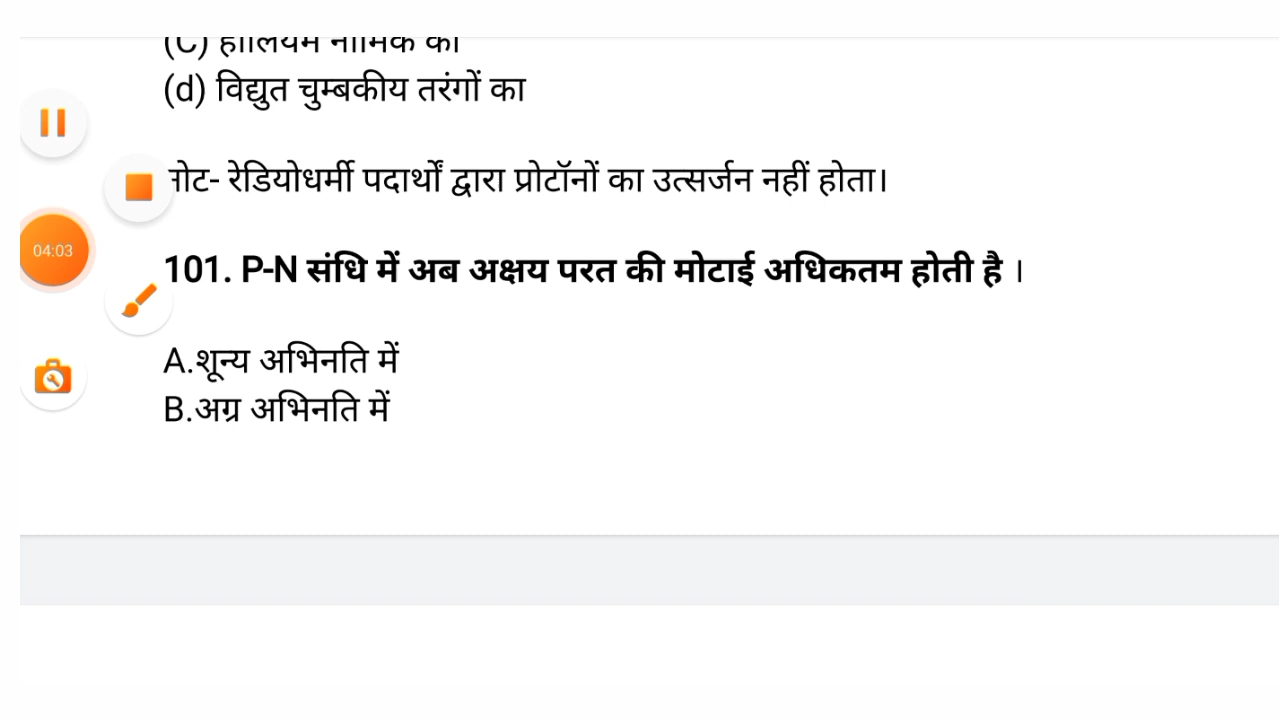 (C) हीलियम नाभिक का
(d) विद्युत चुम्बकीय तरंगों का
नोट- रेडियोधर्मी पदार्थों द्वारा प्रोटॉनों का उत्सर्जन नहीं होता।
04:03
101. P-N संधि में अब अक्षय परत की मोटाई अधिकतम होती है ।
A.शून्य अभिनति में
B.अग्र अभिनति में